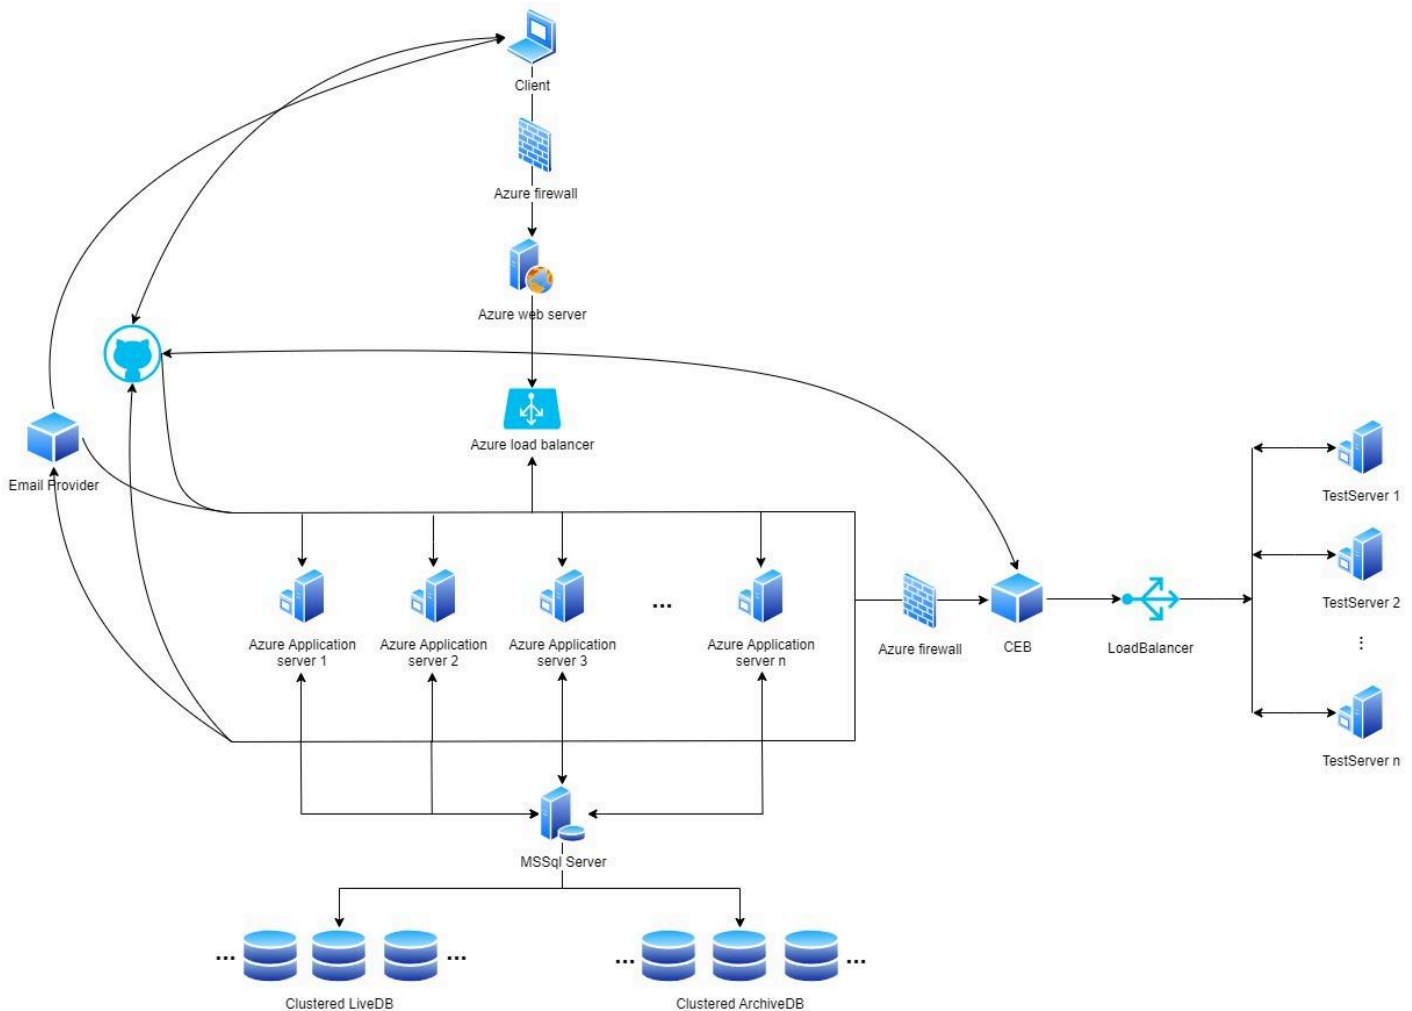 Client
Azure firewall
Azure web server
Azure load balancer
Email Provider
TestServer 1
TestServer 2
...
Azure Application
server 1
Azure Application
server 2
Azure Application
server 3
Azure Application
server n
Azure firewall
CEB
LoadBalancer
⋮
TestServer n
MSSql Server
...
...
...
...
Clustered LiveDB
Clustered ArchiveDB